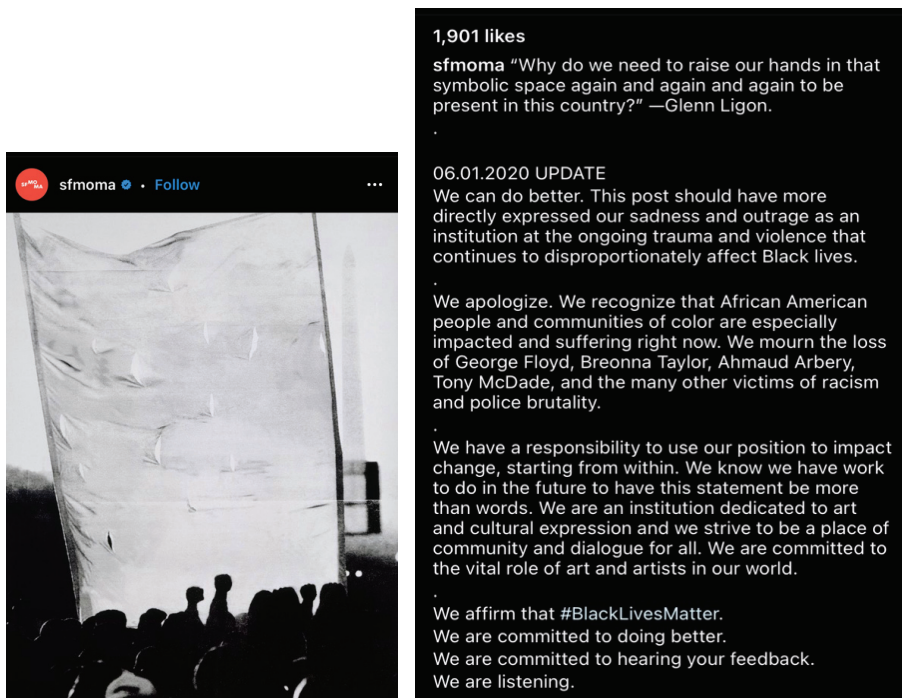 SFMOMA
sfmoma • Follow
1,901 likes
sfmoma “Why do we need to raise our hands in that
symbolic space again and again and again to be
present in this country?” —Glenn Ligon.
.
06.01.2020 UPDATE
We can do better. This post should have more
directly expressed our sadness and outrage as an
institution at the ongoing trauma and violence that
continues to disproportionately affect Black lives.
.
We apologize. We recognize that African American
people and communities of color are especially
impacted and suffering right now. We mourn the loss
of George Floyd, Breonna Taylor, Ahmaud Arbery,
Tony McDade, and the many other victims of racism
and police brutality.
.
We have a responsibility to use our position to impact
change, starting from within. We know we have work
to do in the future to have this statement be more
than words. We are an institution dedicated to art
and cultural expression and we strive to be a place of
community and dialogue for all. We are committed to
the vital role of art and artists in our world.
.
We affirm that #BlackLivesMatter.
We are committed to doing better.
We are committed to hearing your feedback.
We are listening.